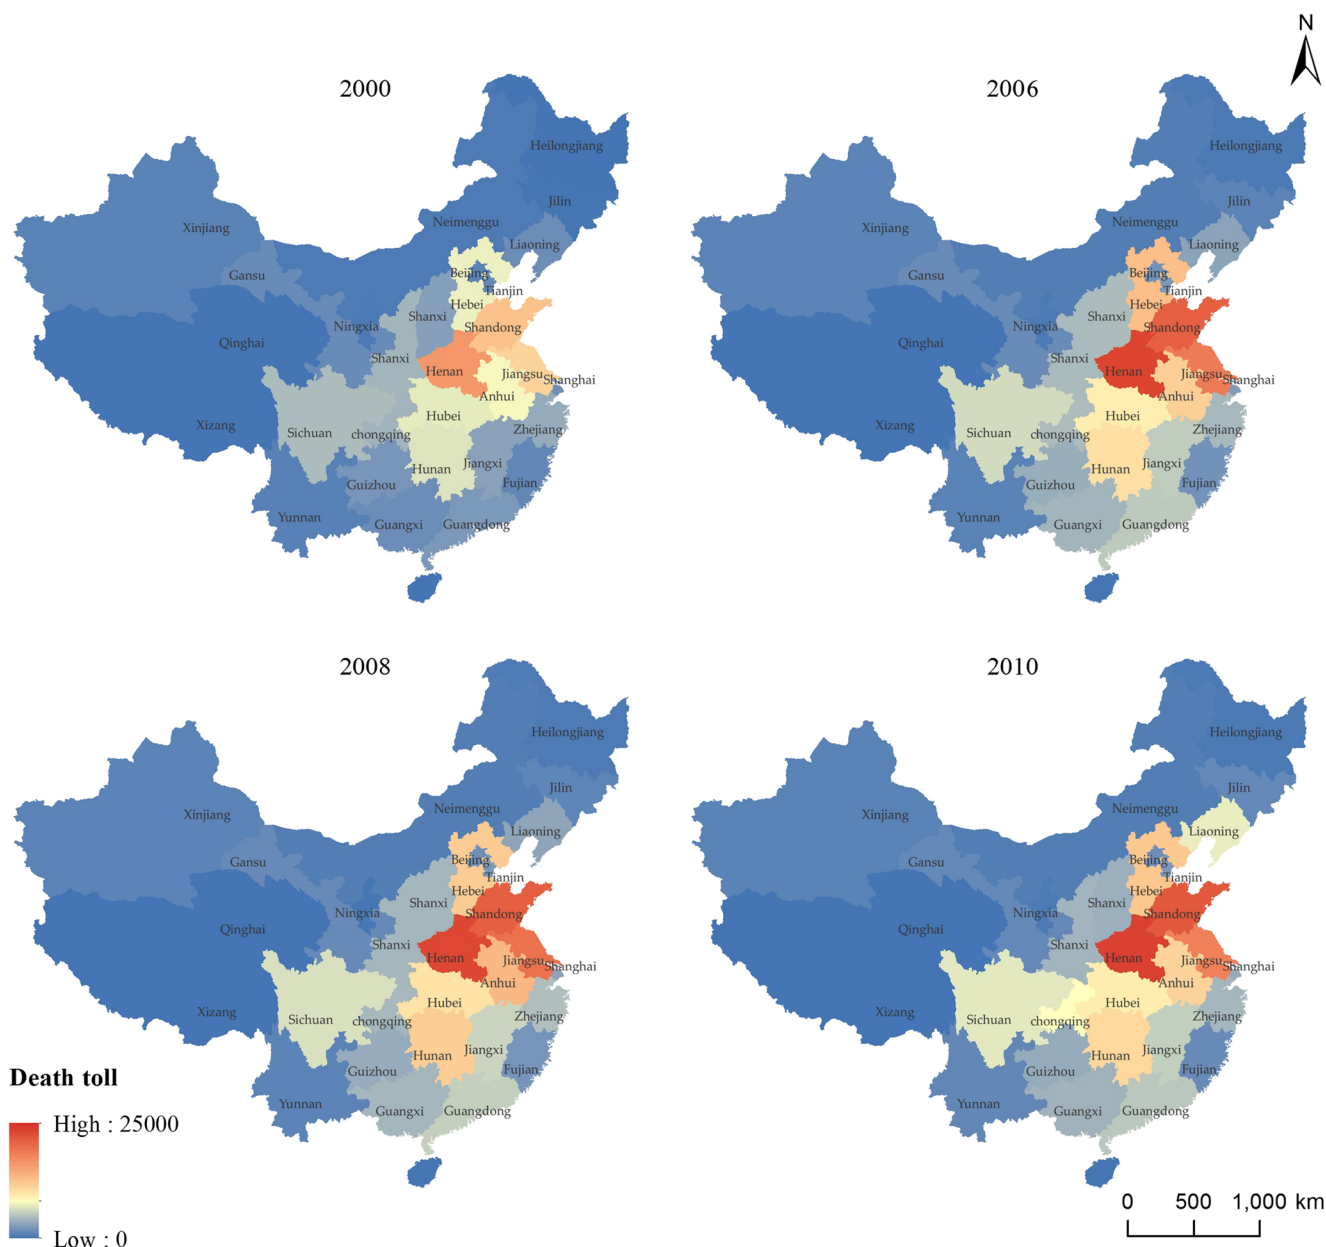 N
2000
2006
Heilongjiang
Jilin
Neimenggu
Xinjiang
Liaoning
Gansu
Beijing
Tianjin
Hebei
Shanxi
Ningxia
Shandong
Qinghai
Shanxi
Henan
Jiangsu
Shanghai
Anhui
Hubei
Xizang
Sichuan
chongqing
Zhejiang
Hunan
Jiangxi
Guizhou
Fujian
Yunnan
Guangxi
Guangdong
Heilongjiang
Jilin
Neimenggu
Xinjiang
Liaoning
Gansu
Beijing
Tianjin
Hebei
Shanxi
Ningxia
Shandong
Qinghai
Shanxi
Henan
Jiangsu
Shanghai
Anhui
Hubei
Xizang
Sichuan
chongqing
Zhejiang
Hunan
Jiangxi
Guizhou
Fujian
Yunnan
Guangxi
Guangdong
2008
2010
Heilongjiang
Jilin
Neimenggu
Xinjiang
Liaoning
Gansu
Beijing
Tianjin
Hebei
Shanxi
Ningxia
Shandong
Qinghai
Shanxi
Henan
Jiangsu
Shanghai
Anhui
Hubei
Xizang
Sichuan
chongqing
Zhejiang
Hunan
Jiangxi
Guizhou
Fujian
Yunnan
Guangxi
Guangdong
Heilongjiang
Jilin
Neimenggu
Xinjiang
Liaoning
Gansu
Beijing
Tianjin
Hebei
Shanxi
Ningxia
Shandong
Qinghai
Shanxi
Henan
Jiangsu
Shanghai
Anhui
Hubei
Xizang
Sichuan
chongqing
Zhejiang
Hunan
Jiangxi
Guizhou
Fujian
Yunnan
Guangxi
Guangdong
Death toll
High : 25000
Low : 0
0 500 1,000 km